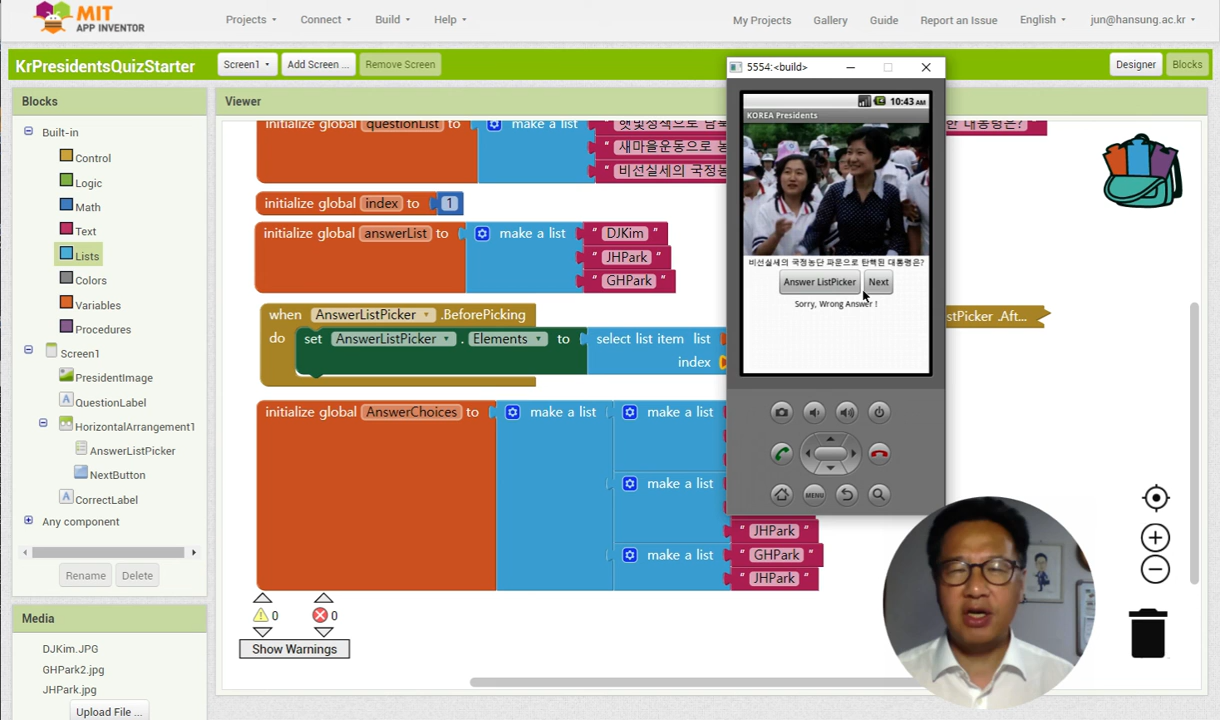 MIT
APP INVENTOR
Projects
Connect
Build
Help
My Projects
Gallery
Guide
Report an Issue
English
jun@hansung.ac.kr
KrPresidentsQuizStarter
Screen1
Add Screen ...
Remove Screen
Designer
Blocks
Blocks
Built-in
Control
Logic
Math
Text
Lists
Colors
Variables
Procedures
Screen1
PresidentImage
QuestionLabel
HorizontalArrangement1
AnswerListPicker
NextButton
CorrectLabel
Any component
Rename
Delete
Media
DJKim.JPG
GHPark2.jpg
JHPark.jpg
Upload File ...
Viewer
initialize global questionList to make a list " 햇빛정책으로 남북 한 대통령은? "
" 새마을운동으로 농
" 비선실세의 국정농
initialize global index to 1
initialize global answerList to make a list " DJKim "
" JHPark "
" GHPark "
when AnswerListPicker .BeforePicking
do set AnswerListPicker . Elements to select list item list
index
stPicker .Aft...
initialize global AnswerChoices to make a list make a list
make a list
" JHPark "
make a list " GHPark "
" JHPark "
0 0
Show Warnings
5554:<build>
10:43 AM
KOREA Presidents
비선실세의 국정농단 파문으로 탄핵된 대통령은?
Answer ListPicker Next
Sorry, Wrong Answer !
MENU